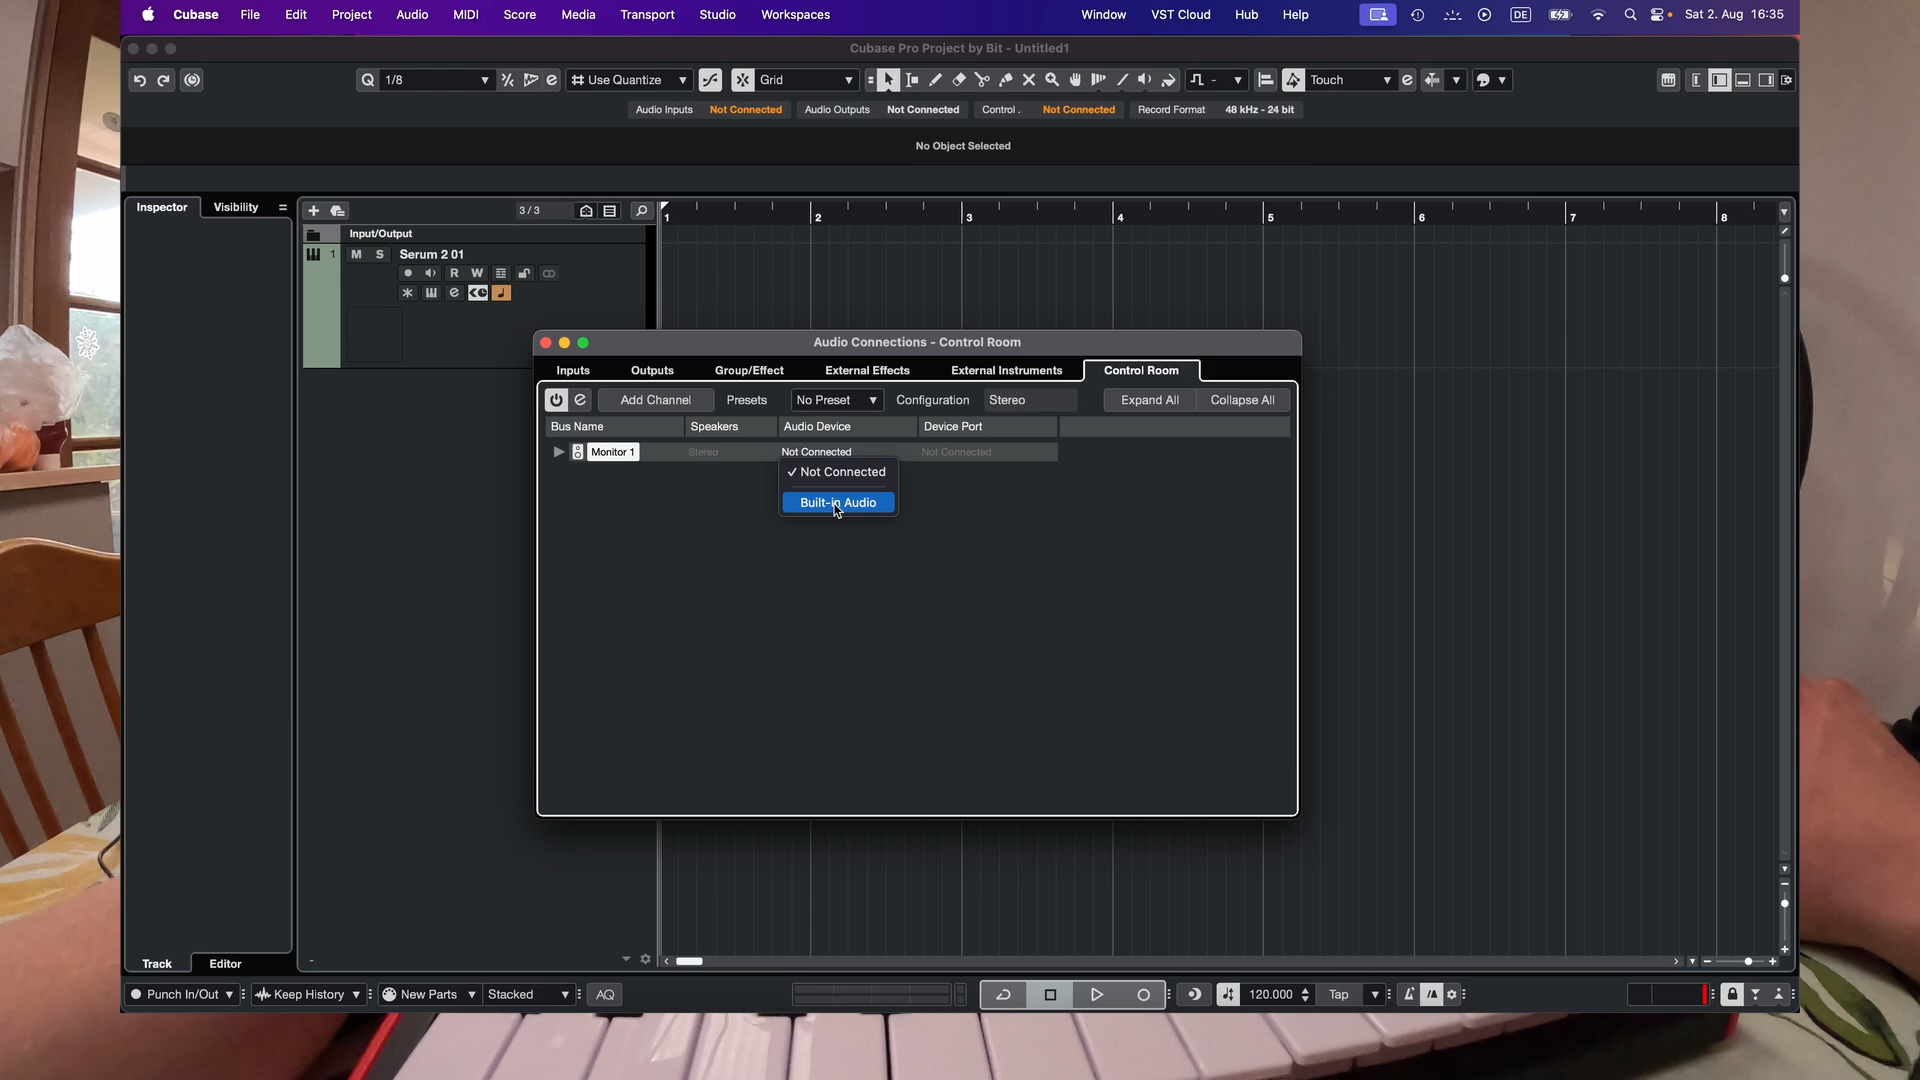 Cubase File Edit Project Audio MIDI Score Media Transport Studio Workspaces Window VST Cloud Hub Help DE Sat 2. Aug 16:35
Cubase Pro Project by Bit - Untitled1
Q 1/8 e Use Quantize Grid - Touch e
Audio Inputs Not Connected Audio Outputs Not Connected Control . Not Connected Record Format 48 kHz - 24 bit
No Object Selected
Inspector Visibility 3 / 3
1 2 3 4 5 6 7 8
Input/Output
1 M S Serum 2 01
R W
e
Audio Connections - Control Room
Inputs Outputs Group/Effect External Effects External Instruments Control Room
e Add Channel Presets No Preset Configuration Stereo Expand All Collapse All
Bus Name Speakers Audio Device Device Port
Monitor 1 Stereo Not Connected Not Connected
✓ Not Connected
Built-in Audio
Track Editor -
Punch In/Out Keep History New Parts Stacked AQ 120.000 Tap